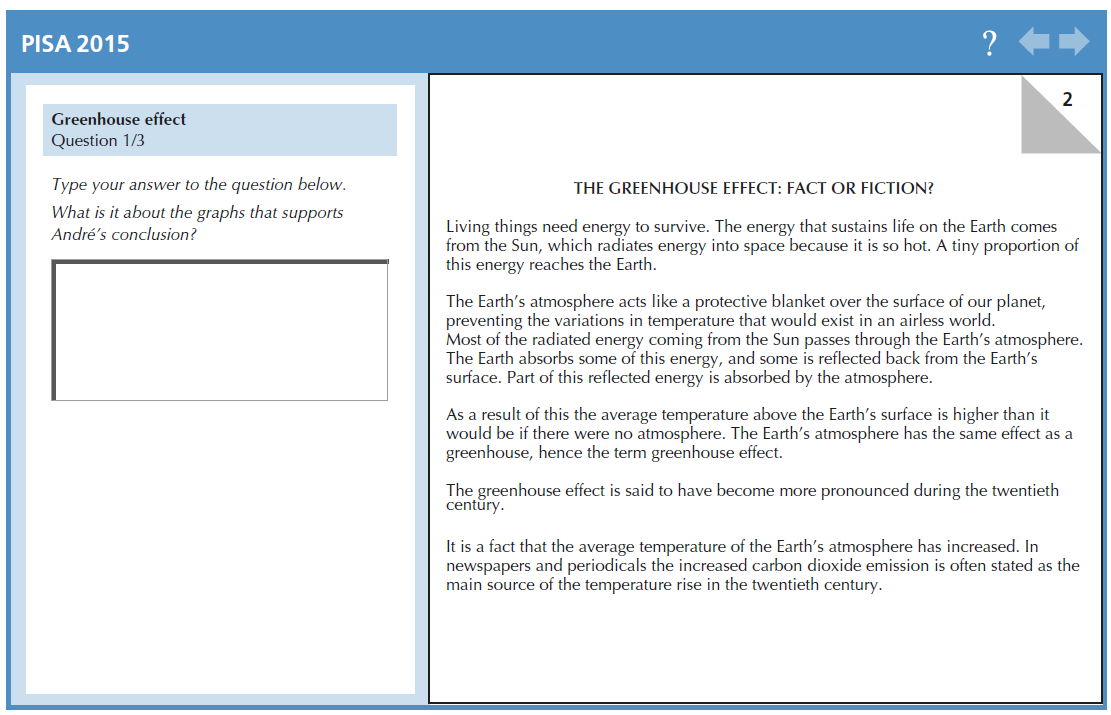 PISA 2015
?
Greenhouse effect
Question 1/3
Type your answer to the question below.
What is it about the graphs that supports
André’s conclusion?
2
THE GREENHOUSE EFFECT: FACT OR FICTION?
Living things need energy to survive. The energy that sustains life on the Earth comes
from the Sun, which radiates energy into space because it is so hot. A tiny proportion of
this energy reaches the Earth.
The Earth’s atmosphere acts like a protective blanket over the surface of our planet,
preventing the variations in temperature that would exist in an airless world.
Most of the radiated energy coming from the Sun passes through the Earth’s atmosphere.
The Earth absorbs some of this energy, and some is reflected back from the Earth’s
surface. Part of this reflected energy is absorbed by the atmosphere.
As a result of this the average temperature above the Earth’s surface is higher than it
would be if there were no atmosphere. The Earth’s atmosphere has the same effect as a
greenhouse, hence the term greenhouse effect.
The greenhouse effect is said to have become more pronounced during the twentieth
century.
It is a fact that the average temperature of the Earth’s atmosphere has increased. In
newspapers and periodicals the increased carbon dioxide emission is often stated as the
main source of the temperature rise in the twentieth century.